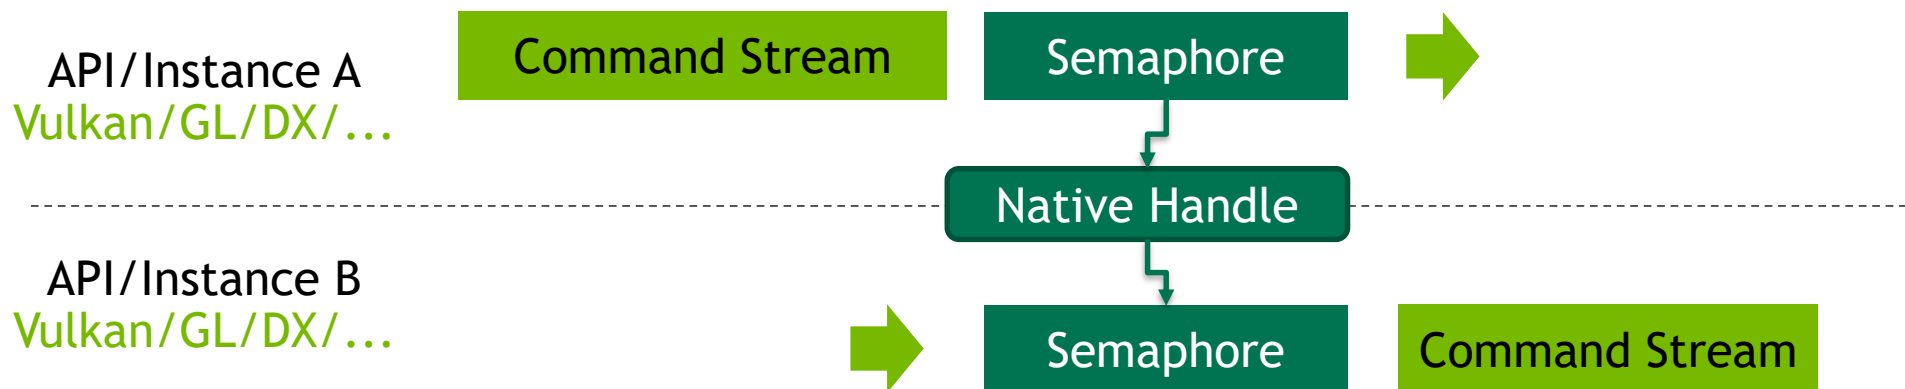 Command Stream
Semaphore
API/Instance A
Vulkan/GL/DX/...
Native Handle
API/Instance B
Vulkan/GL/DX/...
Semaphore
Command Stream